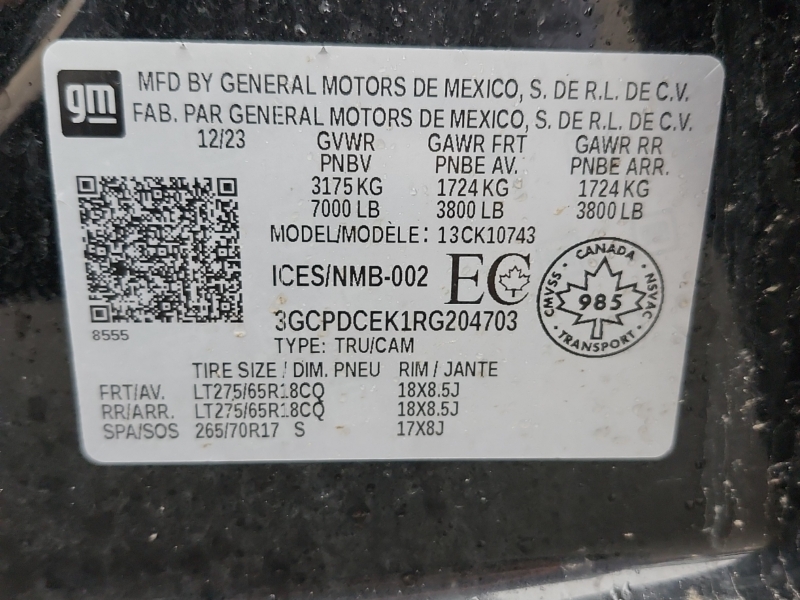 gm
MFD BY GENERAL MOTORS DE MEXICO, S. DE R.L. DE C.V.
FAB. PAR GENERAL MOTORS DE MEXICO, S. DE R.L. DE C.V.
12/23 GVWR GAWR FRT GAWR RR
PNBV PNBE AV. PNBE ARR.
3175 KG 1724 KG 1724 KG
7000 LB 3800 LB 3800 LB
MODEL/MODÈLE: 13CK10743
ICES/NMB-002 EC
CANADA
CMVSS · 985 · NSVAC
TRANSPORT
3GCPDCEK1RG204703
8555
TYPE: TRU/CAM
TIRE SIZE / DIM. PNEU RIM / JANTE
FRT/AV. LT275/65R18CQ 18X8.5J
RR/ARR. LT275/65R18CQ 18X8.5J
SPA/SOS 265/70R17 S 17X8J